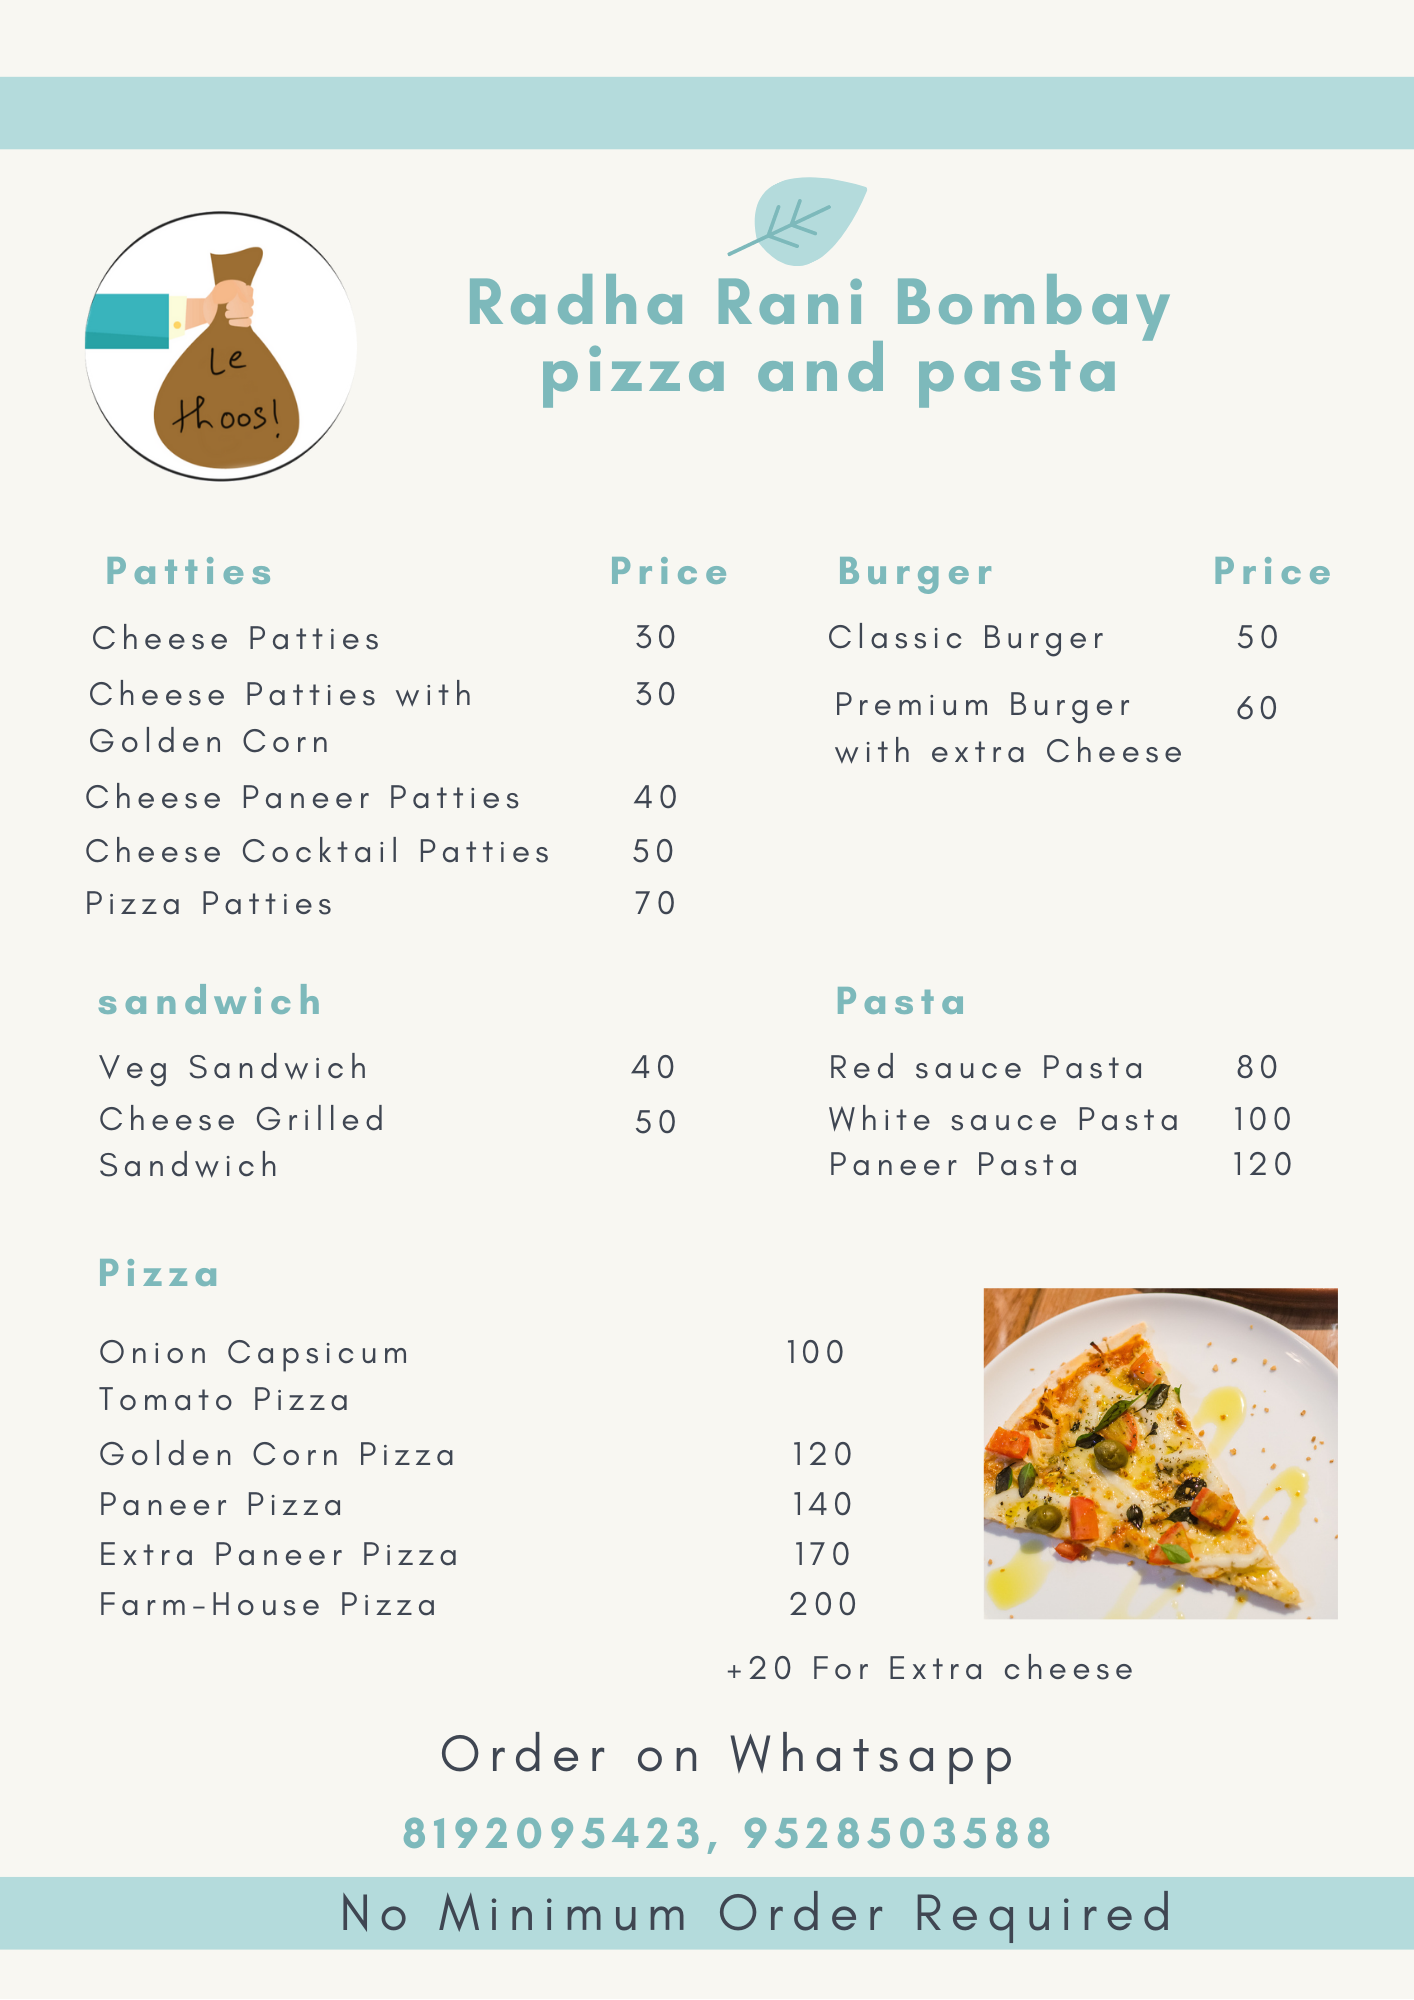 Le
thoos!
Radha Rani Bombay
pizza and pasta
Patties Price
Cheese Patties 30
Cheese Patties with 30
Golden Corn
Cheese Paneer Patties 40
Cheese Cocktail Patties 50
Pizza Patties 70
Burger Price
Classic Burger 50
Premium Burger 60
with extra Cheese
sandwich
Veg Sandwich 40
Cheese Grilled 50
Sandwich
Pasta
Red sauce Pasta 80
White sauce Pasta 100
Paneer Pasta 120
Pizza
Onion Capsicum 100
Tomato Pizza
Golden Corn Pizza 120
Paneer Pizza 140
Extra Paneer Pizza 170
Farm-House Pizza 200
+20 For Extra cheese
Order on Whatsapp
8192095423, 9528503588
No Minimum Order Required